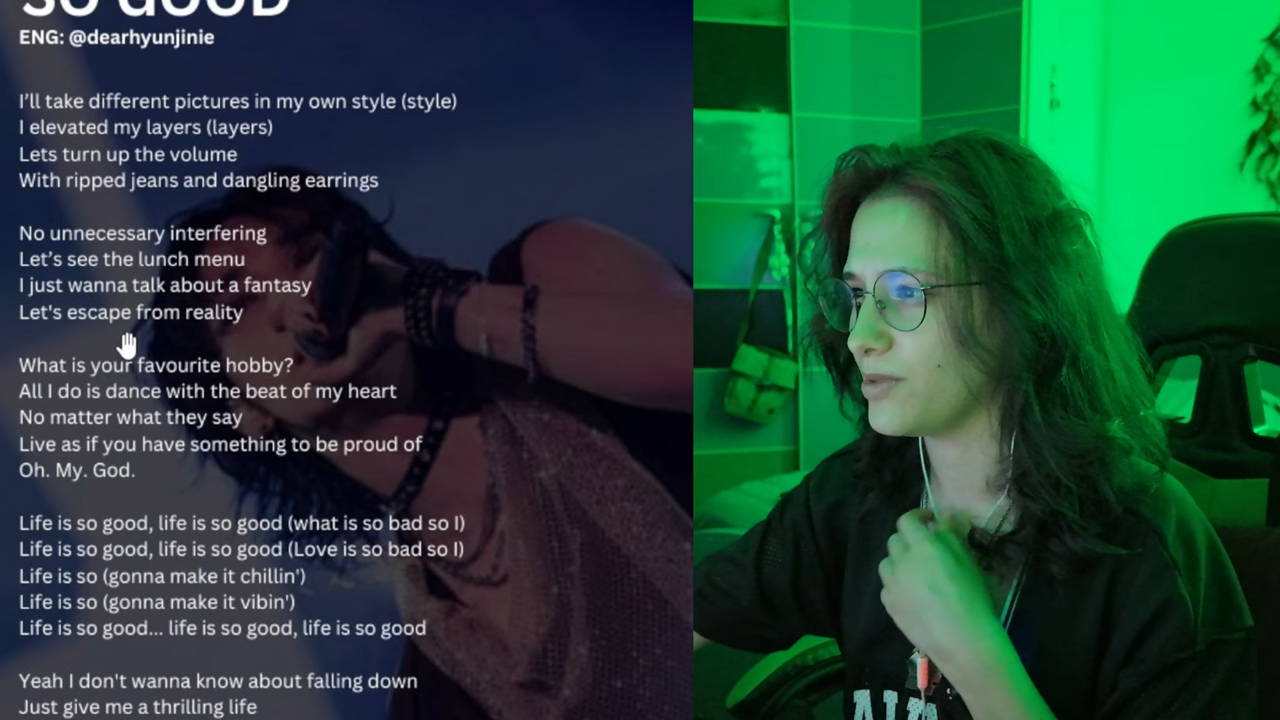 SO GOOD
ENG: @dearhyunjinie
I'll take different pictures in my own style (style)
I elevated my layers (layers)
Lets turn up the volume
With ripped jeans and dangling earrings
No unnecessary interfering
Let's see the lunch menu
I just wanna talk about a fantasy
Let's escape from reality
What is your favourite hobby?
All I do is dance with the beat of my heart
No matter what they say
Live as if you have something to be proud of
Oh. My. God.
Life is so good, life is so good (what is so bad so I)
Life is so good, life is so good (Love is so bad so I)
Life is so (gonna make it chillin')
Life is so (gonna make it vibin')
Life is so good... life is so good, life is so good
Yeah I don't wanna know about falling down
Just give me a thrilling life